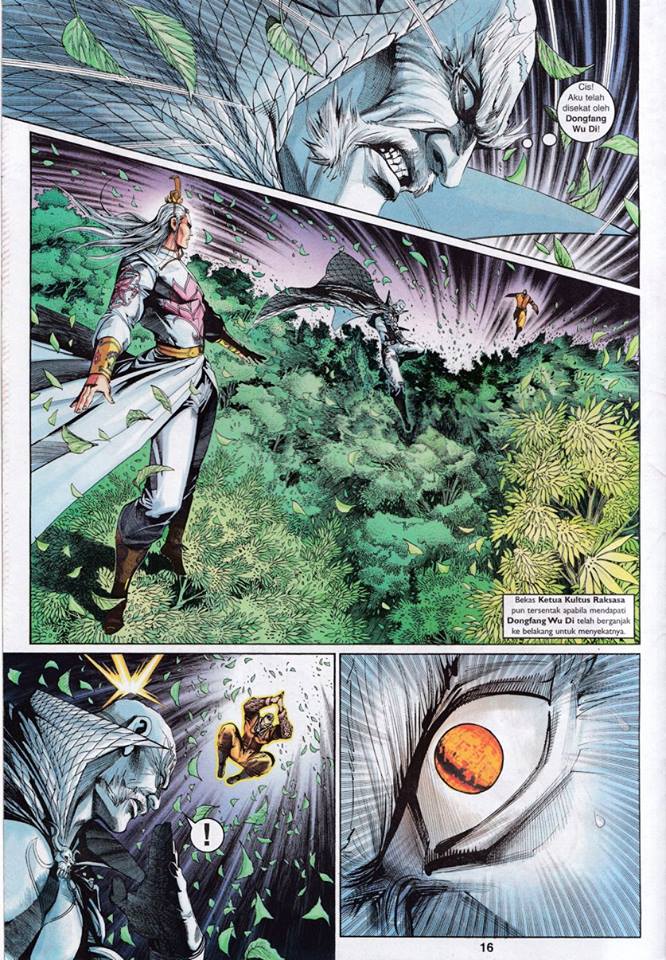 Cis!
Aku telah
disekat oleh
Dongfang
Wu Di!
Bekas Ketua Kultus Raksasa
pun tersentak apabila mendapati
Dongfang Wu Di telah berganjak
ke belakang untuk menyekatnya.
!
16